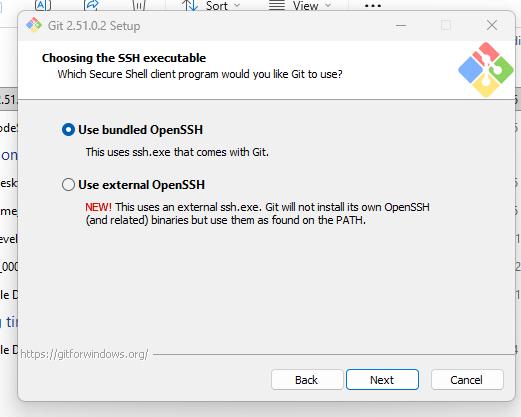 Sort
View
Git 2.51.0.2 Setup
Choosing the SSH executable
Which Secure Shell client program would you like Git to use?
Use bundled OpenSSH
This uses ssh.exe that comes with Git.
Use external OpenSSH
NEW! This uses an external ssh.exe. Git will not install its own OpenSSH
(and related) binaries but use them as found on the PATH.
https://gitforwindows.org/
Back
Next
Cancel